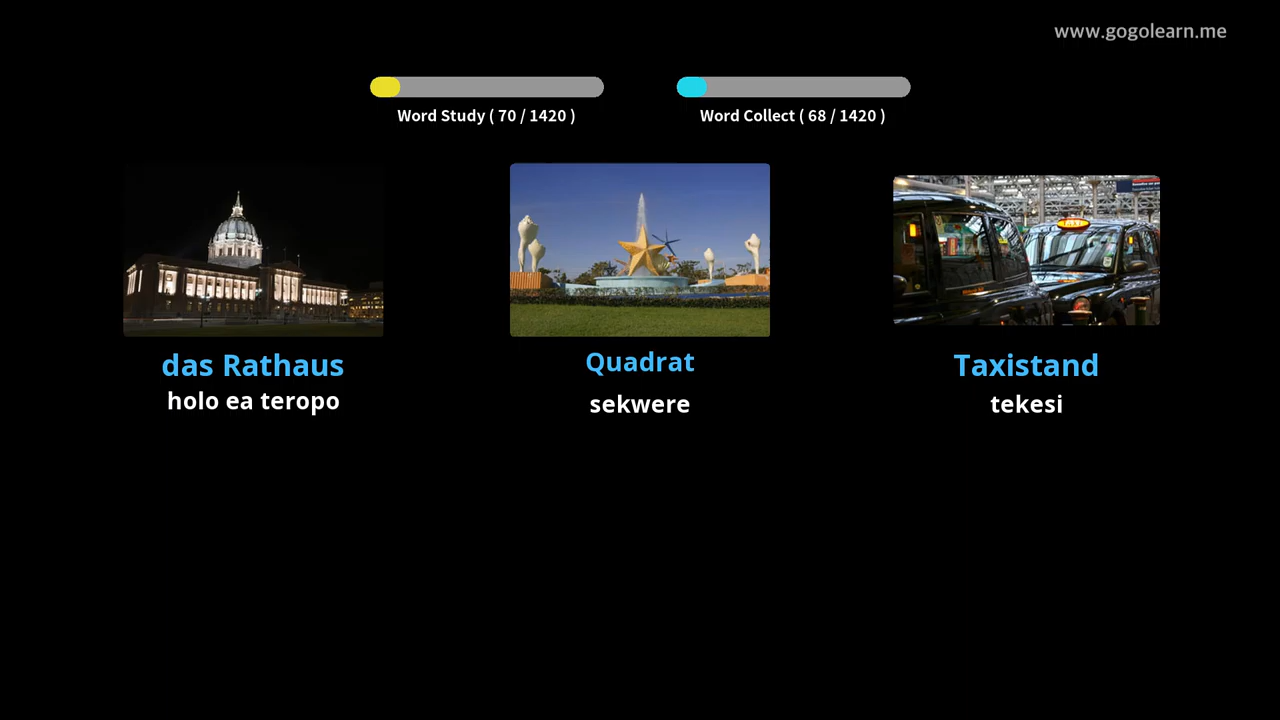 www.gogolearn.me
Word Study ( 70 / 1420 )
Word Collect ( 68 / 1420 )
TAXI
das Rathaus
Quadrat
Taxistand
holo ea teropo
sekwere
tekesi